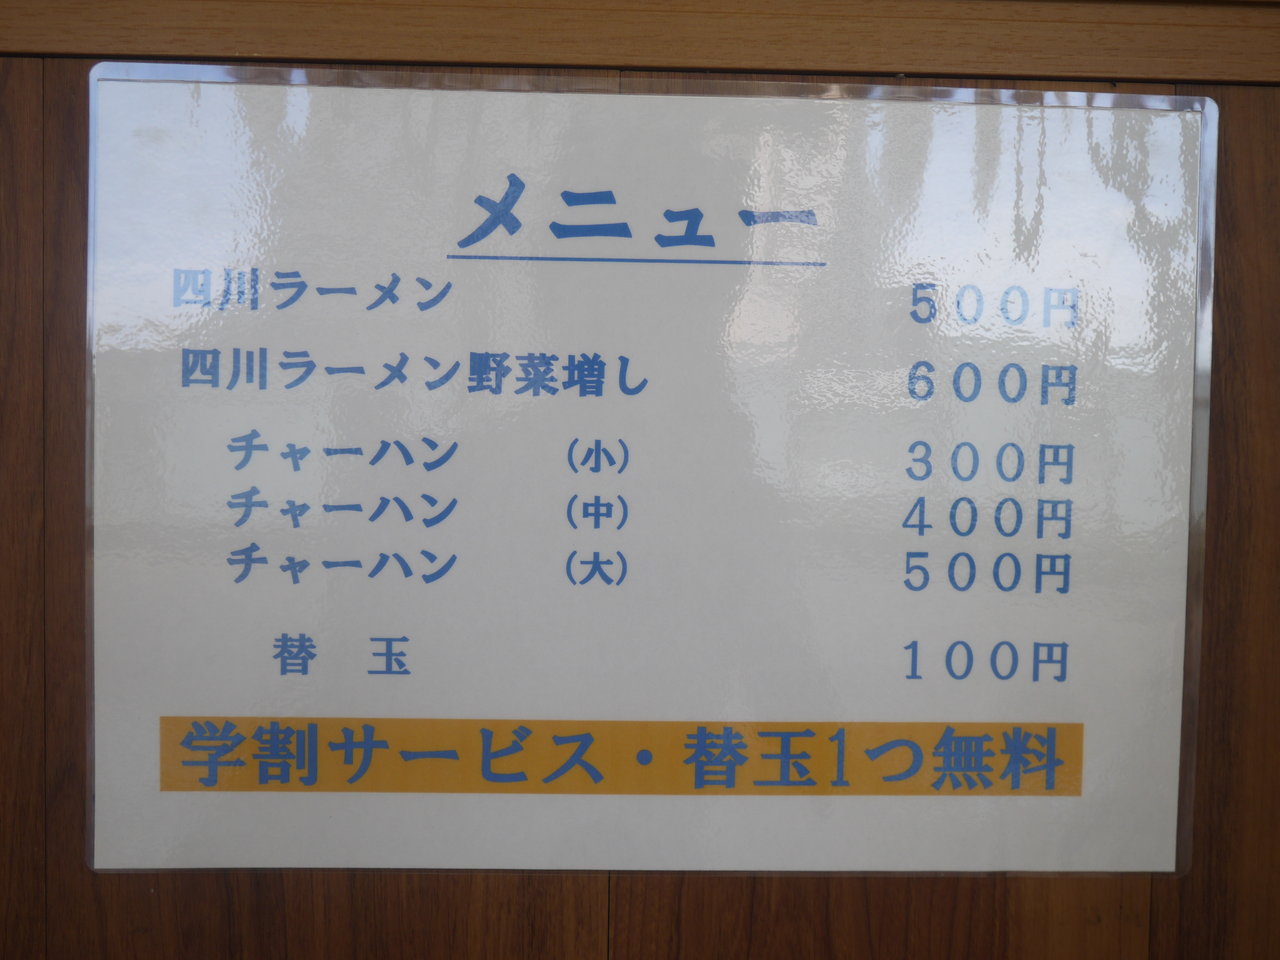 メニュー
四川ラーメン ５００円
四川ラーメン野菜増し ６００円
チャーハン （小） ３００円
チャーハン （中） ４００円
チャーハン （大） ５００円
替　玉 １００円
学割サービス・替玉1つ無料